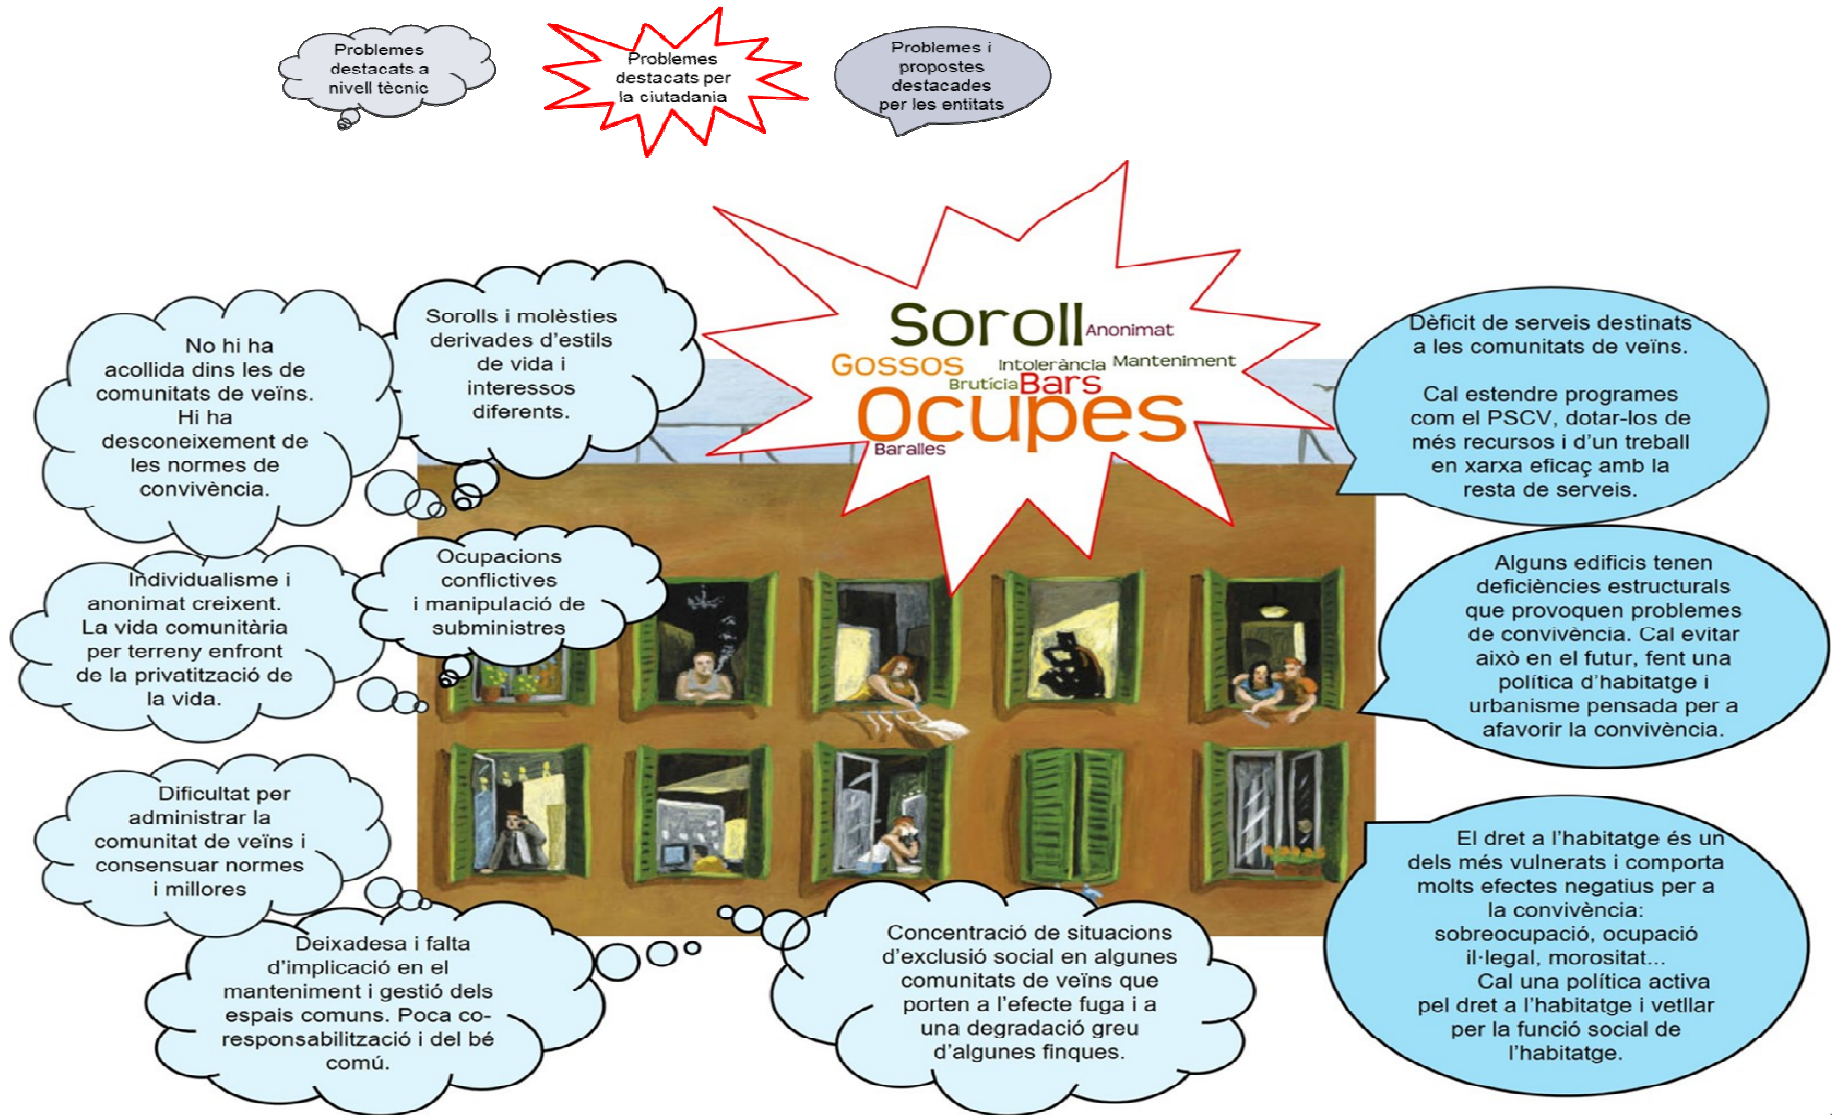 Problemes
destacats a
nivell tècnic
Problemes
destacats per
la ciutadania
Problemes i
propostes
destacades
per les entitats
No hi ha
acollida dins les de
comunitats de veïns.
Hi ha
desconeixement de
les normes de
convivència.
Sorolls i molèsties
derivades d'estils
de vida i
interessos
diferents.
Soroll
Anonimat
Gossos
Intolerància
Manteniment
Brutícia
Bars
Ocupes
Baralles
Dèficit de serveis destinats
a les comunitats de veïns.
Cal estendre programes
com el PSCV, dotar-los de
més recursos i d'un treball
en xarxa eficaç amb la
resta de serveis.
Individualisme i
anonimat creixent.
La vida comunitària
per terreny enfront
de la privatització de
la vida.
Ocupacions
conflictives
i manipulació de
subministres
Alguns edificis tenen
deficiències estructurals
que provoquen problemes
de convivència. Cal evitar
això en el futur, fent una
política d'habitatge i
urbanisme pensada per a
afavorir la convivència.
Dificultat per
administrar la
comunitat de veïns i
consensuar normes
i millores
Deixadesa i falta
d'implicació en el
manteniment i gestió dels
espais comuns. Poca co-
responsabilització i del bé
comú.
Concentració de situacions
d'exclusió social en algunes
comunitats de veïns que
porten a l'efecte fuga i a
una degradació greu
d'algunes finques.
El dret a l'habitatge és un
dels més vulnerats i comporta
molts efectes negatius per a
la convivència:
sobreocupació, ocupació
il·legal, morositat...
Cal una política activa
pel dret a l'habitatge i vetllar
per la funció social de
l'habitatge.